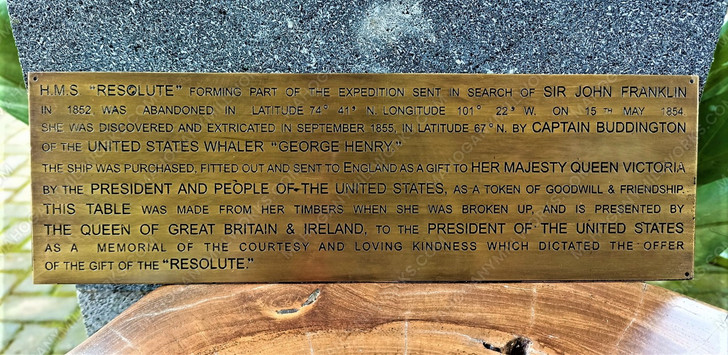 H.M.S "RESOLUTE" FORMING PART OF THE EXPEDITION SENT IN SEARCH OF SIR JOHN FRANKLIN
IN 1852, WAS ABANDONED IN LATITUDE 74° 41' N. LONGITUDE 101° 22' W. ON 15TH MAY 1854
SHE WAS DISCOVERED AND EXTRICATED IN SEPTEMBER 1855, IN LATITUDE 67° N. BY CAPTAIN BUDDINGTON
OF THE UNITED STATES WHALER "GEORGE HENRY."
THE SHIP WAS PURCHASED, FITTED OUT AND SENT TO ENGLAND AS A GIFT TO HER MAJESTY QUEEN VICTORIA
BY THE PRESIDENT AND PEOPLE OF THE UNITED STATES, AS A TOKEN OF GOODWILL & FRIENDSHIP.
THIS TABLE WAS MADE FROM HER TIMBERS WHEN SHE WAS BROKEN UP, AND IS PRESENTED BY
THE QUEEN OF GREAT BRITAIN & IRELAND, TO THE PRESIDENT OF THE UNITED STATES
AS A MEMORIAL OF THE COURTESY AND LOVING KINDNESS WHICH DICTATED THE OFFER
OF THE GIFT OF THE "RESOLUTE."